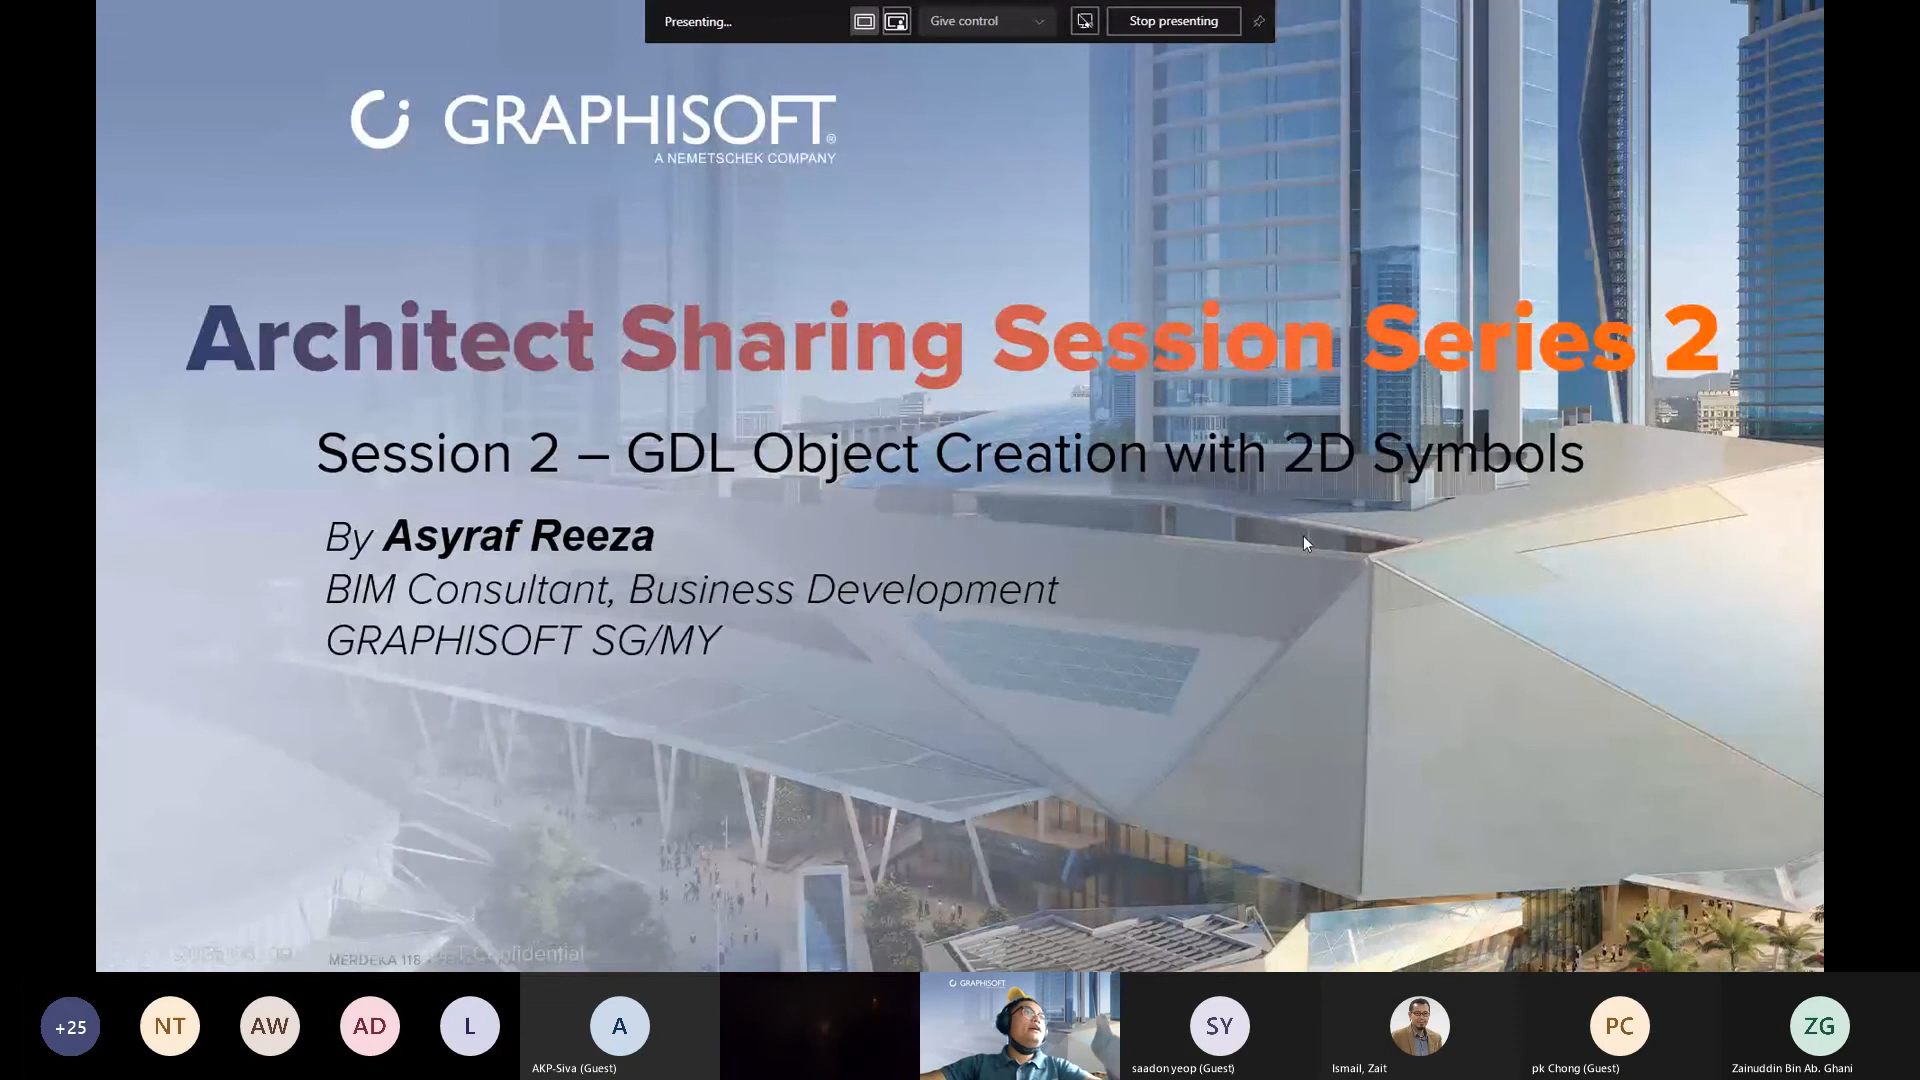 Presenting...
Give control
Stop presenting
GRAPHISOFT®
A NEMETSCHEK COMPANY
Architect Sharing Session Series 2
Session 2 – GDL Object Creation with 2D Symbols
By Asyraf Reeza
BIM Consultant, Business Development
GRAPHISOFT SG/MY
MERDEKA 118
Confidential
GRAPHISOFT
+25
NT
AW
AD
L
A
SY
PC
ZG
AKP-Siva (Guest)
saadon yeop (Guest)
Ismail, Zait
pk Chong (Guest)
Zainuddin Bin Ab. Ghani